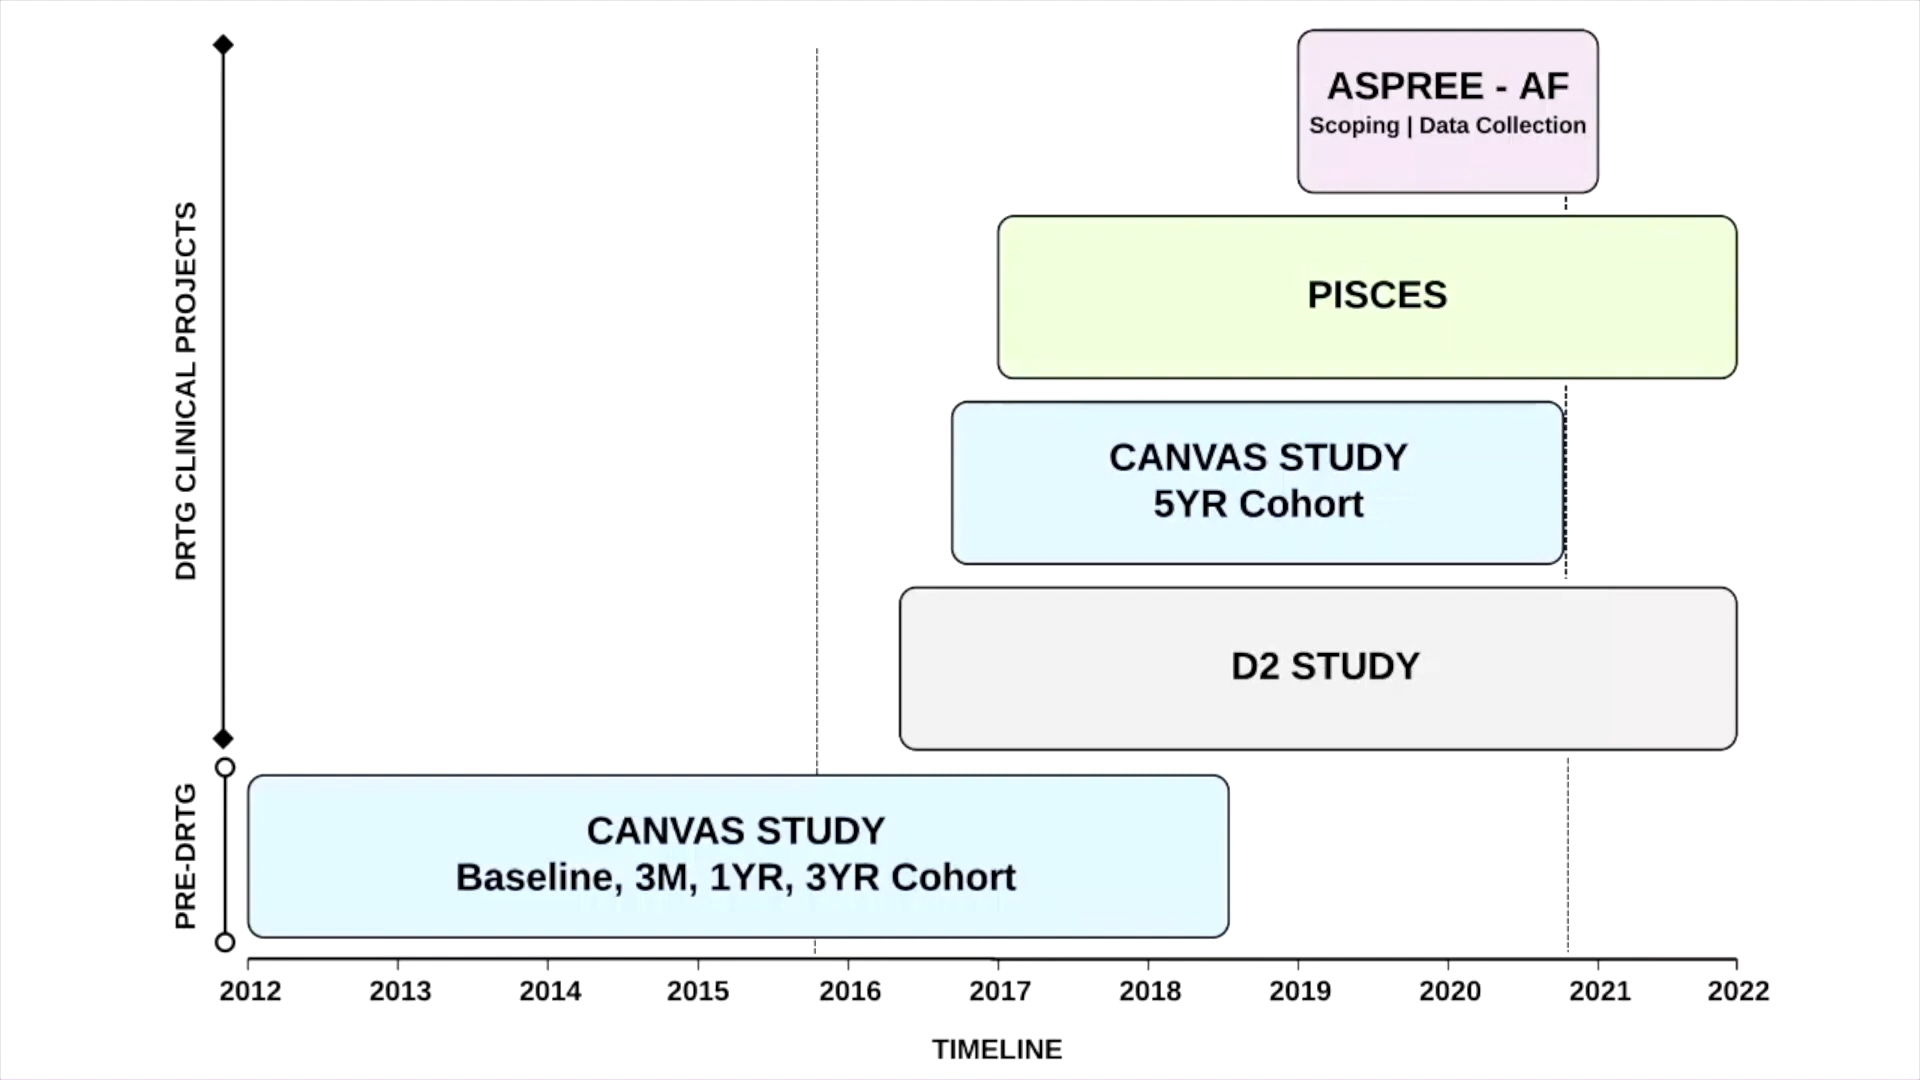 ASPREE - AF
Scoping | Data Collection
PISCES
CANVAS STUDY
5YR Cohort
D2 STUDY
CANVAS STUDY
Baseline, 3M, 1YR, 3YR Cohort
DRTG CLINICAL PROJECTS
PRE-DRTG
2012 2013 2014 2015 2016 2017 2018 2019 2020 2021 2022
TIMELINE